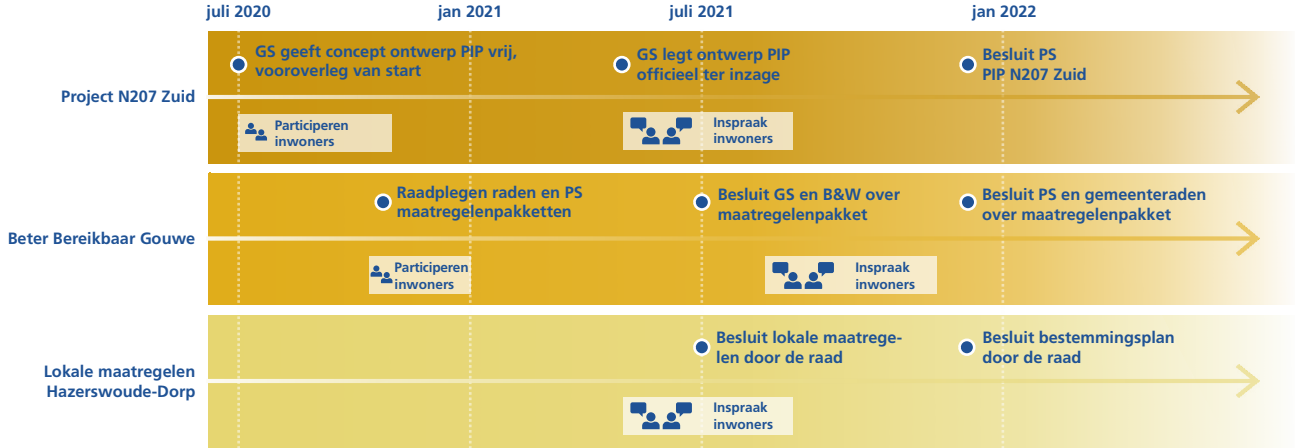 juli 2020
jan 2021
juli 2021
jan 2022
Project N207 Zuid
GS geeft concept ontwerp PIP vrij,
vooroverleg van start
GS legt ontwerp PIP
officieel ter inzage
Besluit PS
PIP N207 Zuid
Participeren
inwoners
Inspraak
inwoners
Beter Bereikbaar Gouwe
Raadplegen raden en PS
maatregelenpakketten
Besluit GS en B&W over
maatregelenpakket
Besluit PS en gemeenteraden
over maatregelenpakket
Participeren
inwoners
Inspraak
inwoners
Lokale maatregelen
Hazerswoude-Dorp
Besluit lokale maatrege-
len door de raad
Besluit bestemmingsplan
door de raad
Inspraak
inwoners